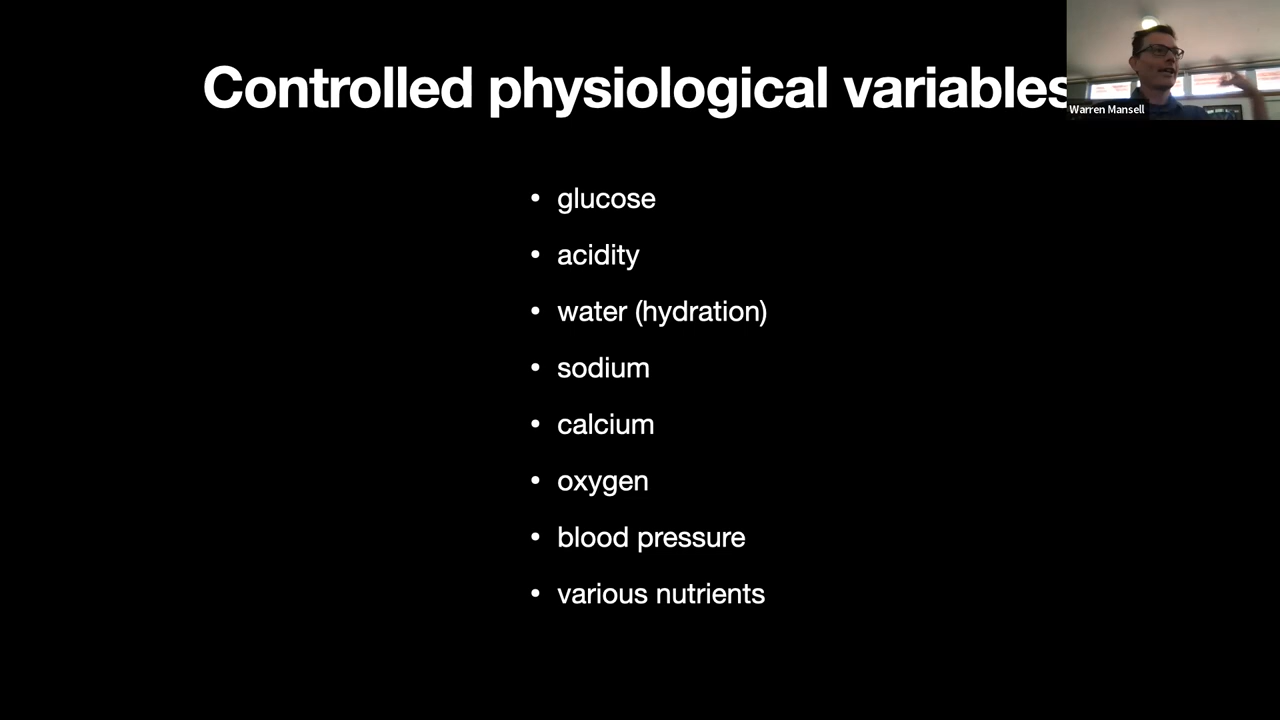 Controlled physiological variables
Warren Mansell
• glucose
• acidity
• water (hydration)
• sodium
• calcium
• oxygen
• blood pressure
• various nutrients